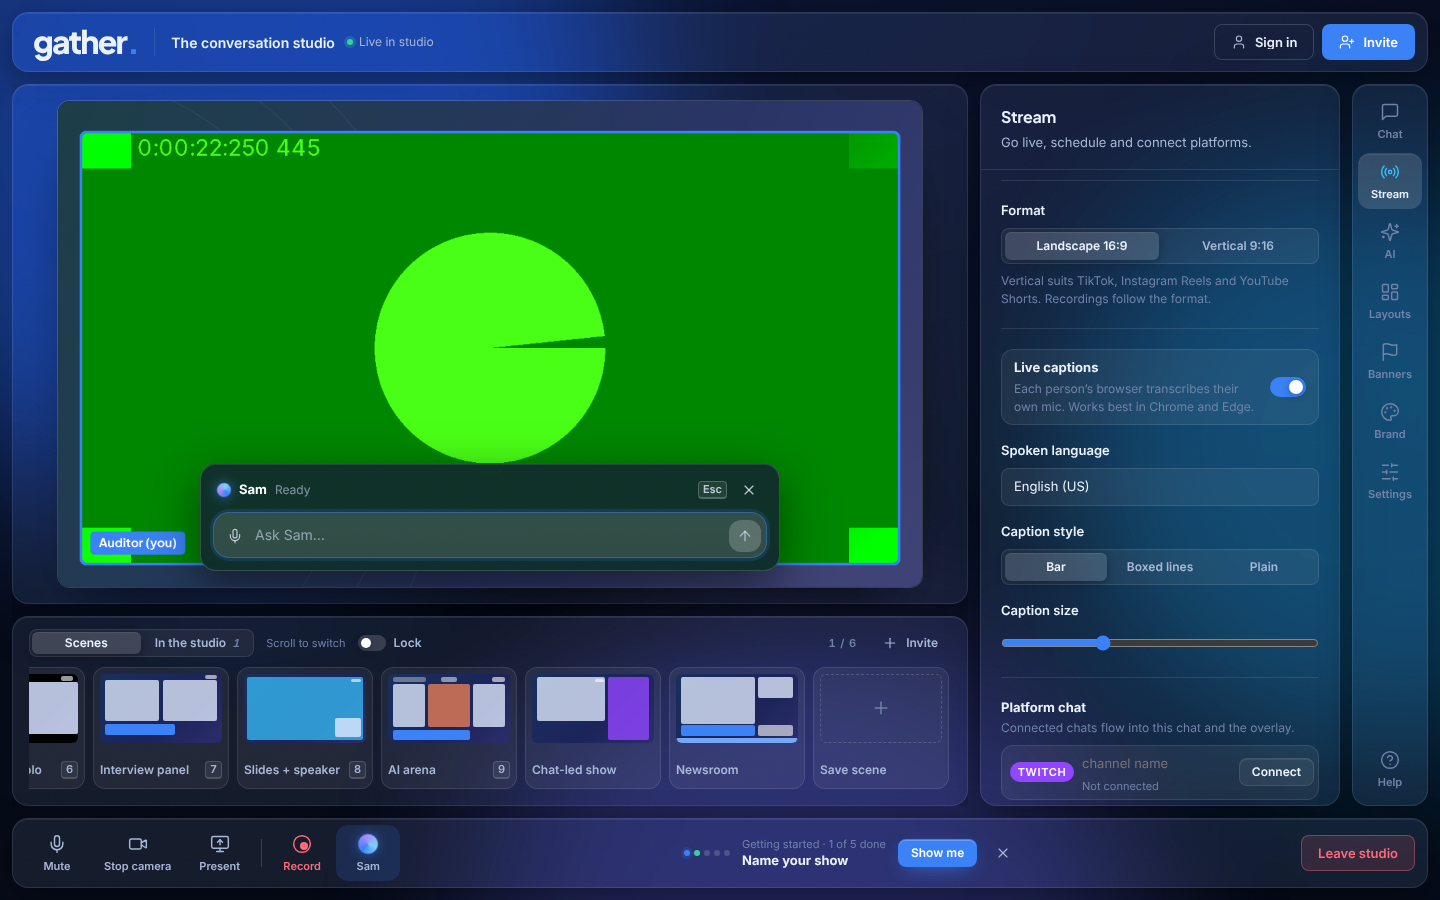 gather.
The conversation studio
Live in studio
Sign in
Invite
0:00:22:250 445
Sam Ready
Esc
Ask Sam...
Auditor (you)
Scenes
In the studio 1
Scroll to switch
Lock
1 / 6
Invite
olo 6
Interview panel 7
Slides + speaker 8
AI arena 9
Chat-led show
Newsroom
Save scene
Stream
Go live, schedule and connect platforms.
Format
Landscape 16:9
Vertical 9:16
Vertical suits TikTok, Instagram Reels and YouTube
Shorts. Recordings follow the format.
Live captions
Each person's browser transcribes their
own mic. Works best in Chrome and Edge.
Spoken language
English (US)
Caption style
Bar
Boxed lines
Plain
Caption size
Platform chat
Connected chats flow into this chat and the overlay.
TWITCH
channel name
Not connected
Connect
Chat
Stream
AI
Layouts
Banners
Brand
Settings
Help
Mute
Stop camera
Present
Record
Sam
Getting started · 1 of 5 done
Name your show
Show me
Leave studio